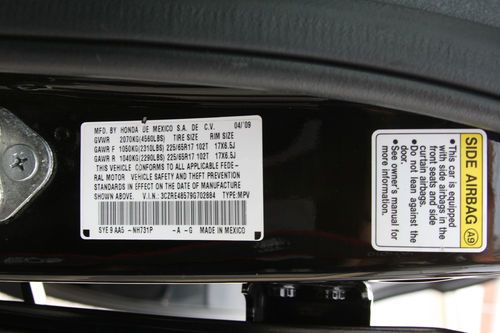 MFD. BY HONDA DE MEXICO S.A. DE C.V. 04/'09
GVWR 2070KG(4560LBS) TIRE SIZE RIM SIZE
GAWR F 1050KG(2310LBS) 225/65R17 102T 17X6.5J
GAWR R 1040KG(2290LBS) 225/65R17 102T 17X6.5J
THIS VEHICLE CONFORMS TO ALL APPLICABLE FEDE-
RAL MOTOR VEHICLE SAFETY AND THEFT PREVENTION
STANDARDS IN EFFECT ON THE DATE OF MANUFACTURE
SHOWN ABOVE. V.I.N.: 3CZRE48579G702884 TYPE:MPV
SYE 9 AA5 - NH731P - A - G MADE IN MEXICO
SIDE AIRBAG A9
• This car is equipped
with side airbags in the
front seats and side
curtain airbags.
• Do not lean against the
door.
• See owner's manual for
more information.